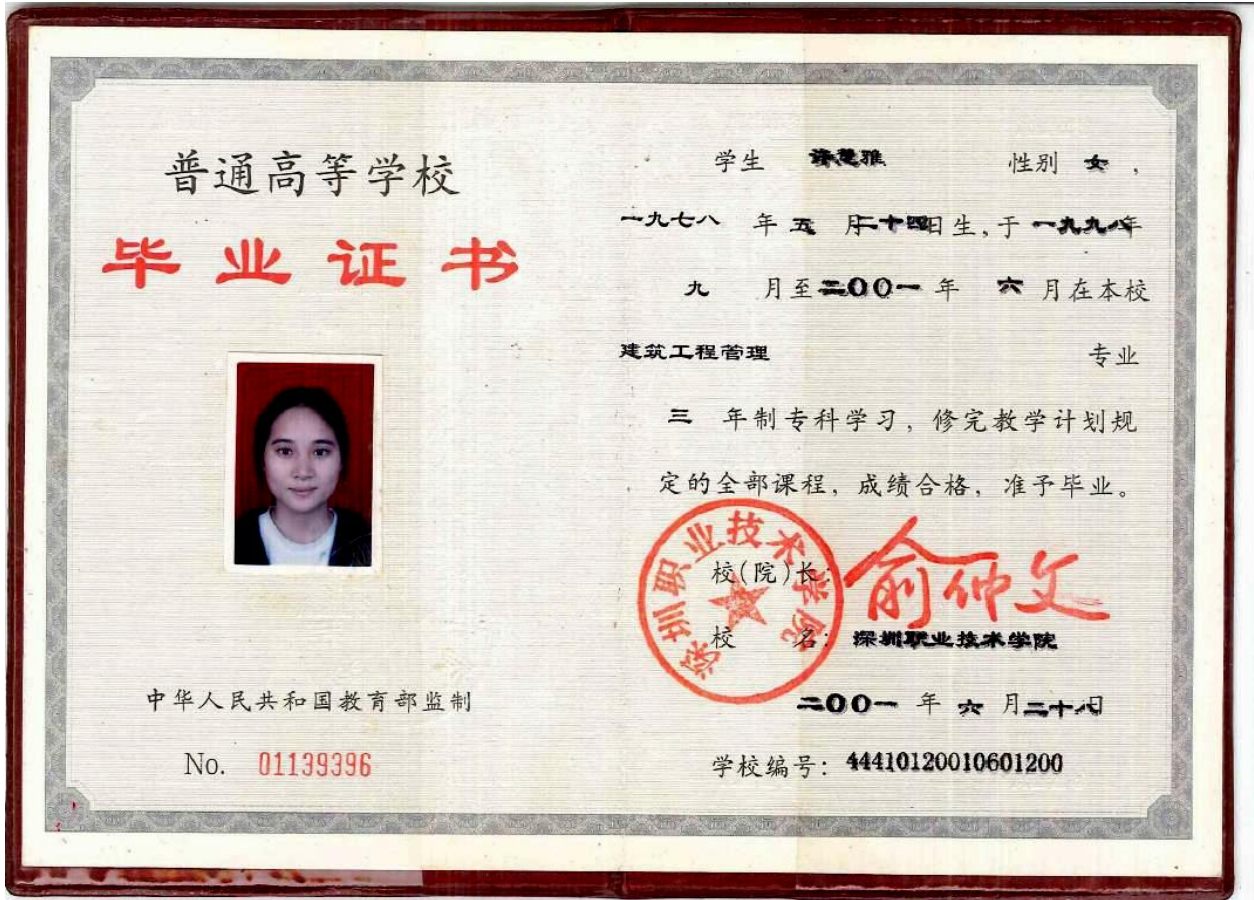 普通高等学校
毕业证书
中华人民共和国教育部监制
No. 01139396
学生 雅 性别 女，
一九七八 年 五 月二十四日生，于 一九九八年
九 月至二〇〇一 年 六 月在本校
建筑工程管理 专业
三 年制专科学习，修完教学计划规
定的全部课程，成绩合格，准予毕业。
深圳职业技术学院
校(院)长： 俞仲文
校 名： 深圳职业技术学院
二〇〇一 年 六 月二十八日
学校编号： 44410120010601200